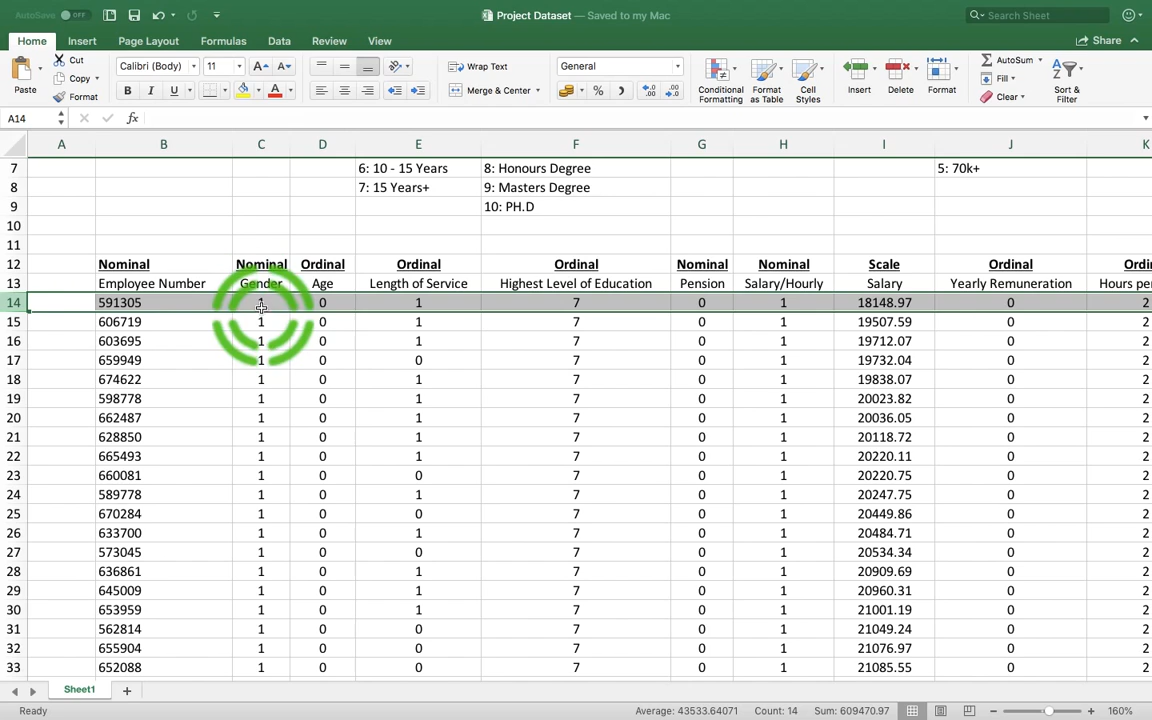 AutoSave OFF Project Dataset — Saved to my Mac Search Sheet
Home Insert Page Layout Formulas Data Review View Share
Paste Cut Copy Format Calibri (Body) 11 Wrap Text Merge & Center General Conditional Formatting Format as Table Cell Styles Insert Delete Format AutoSum Fill Clear Sort & Filter
A14 fx
A B C D E F G H I J K
7 6: 10 - 15 Years 8: Honours Degree 5: 70k+
8 7: 15 Years+ 9: Masters Degree
9 10: PH.D
10
11
12 Nominal Nominal Ordinal Ordinal Ordinal Nominal Nominal Scale Ordinal
13 Employee Number Gender Age Length of Service Highest Level of Education Pension Salary/Hourly Salary Yearly Remuneration
14 591305 1 0 1 7 0 1 18148.97 0 2
15 606719 1 0 1 7 0 1 19507.59 0 2
16 603695 1 0 1 7 0 1 19712.07 0 2
17 659949 1 0 0 7 0 1 19732.04 0 2
18 674622 1 0 1 7 0 1 19838.07 0 2
19 598778 1 0 1 7 0 1 20023.82 0 2
20 662487 1 0 1 7 0 1 20036.05 0 2
21 628850 1 0 1 7 0 1 20118.72 0 2
22 665493 1 0 1 7 0 1 20220.11 0 2
23 660081 1 0 0 7 0 1 20220.75 0 2
24 589778 1 0 1 7 0 1 20247.75 0 2
25 670284 1 0 0 7 0 1 20449.86 0 2
26 633700 1 0 1 7 0 1 20484.71 0 2
27 573045 1 0 0 7 0 1 20534.34 0 2
28 636861 1 0 1 7 0 1 20909.69 0 2
29 645009 1 0 1 7 0 1 20960.31 0 2
30 653959 1 0 1 7 0 1 21001.19 0 2
31 562814 1 0 0 7 0 1 21049.24 0 2
32 655904 1 0 0 7 0 1 21076.97 0 2
33 652088 1 0 0 7 0 1 21085.55 0 2
Sheet1
Ready Average: 43533.64071 Count: 14 Sum: 609470.97 160%